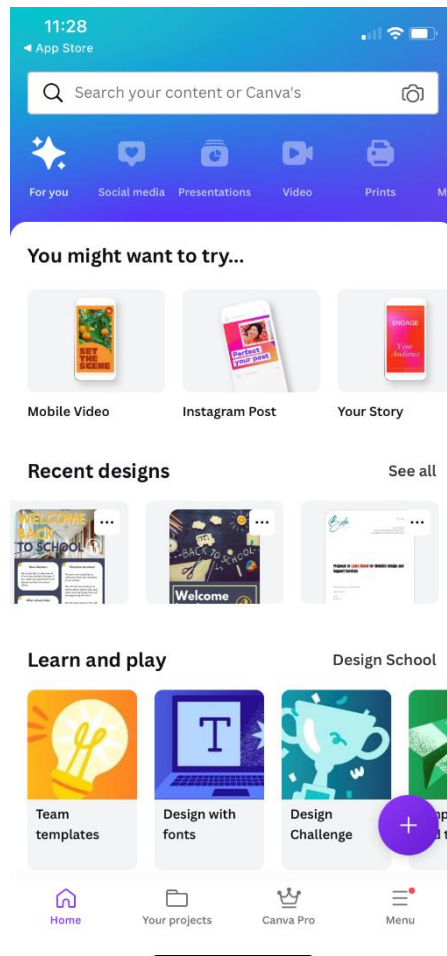 11:28
App Store
Search your content or Canva's
For you Social media Presentations Video Prints M
You might want to try...
SET
THE
SCENE
Perfect
your post
ENGAGE
Your
Audience
Mobile Video Instagram Post Your Story
Recent designs See all
WELCOME
BACK
TO SCHOOL
BACK TO SCHOOL
Welcome
Learn and play Design School
T
Team
templates
Design with
fonts
Design
Challenge
Home Your projects Canva Pro Menu